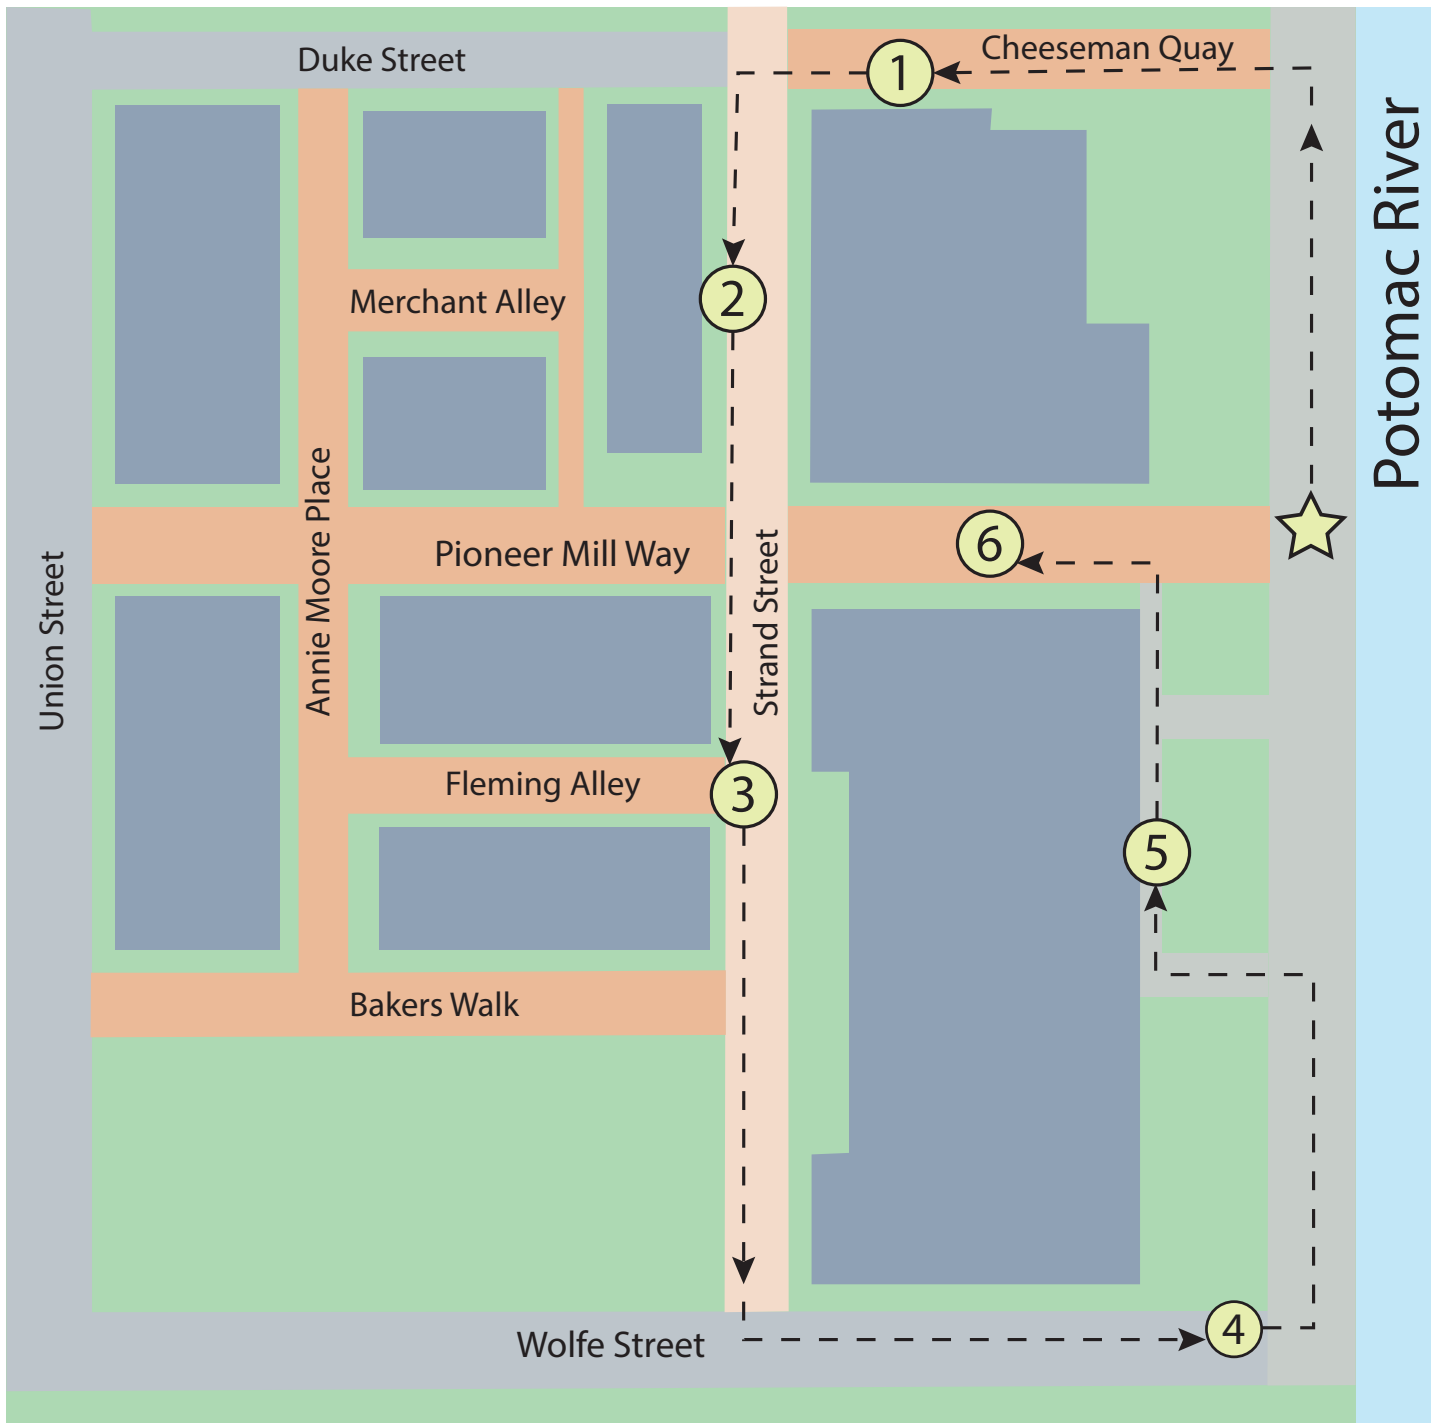 Duke Street
Cheeseman Quay
1
Potomac River
2
Merchant Alley
Annie Moore Place
Pioneer Mill Way
6
Union Street
Strand Street
Fleming Alley
3
5
Bakers Walk
Wolfe Street
4